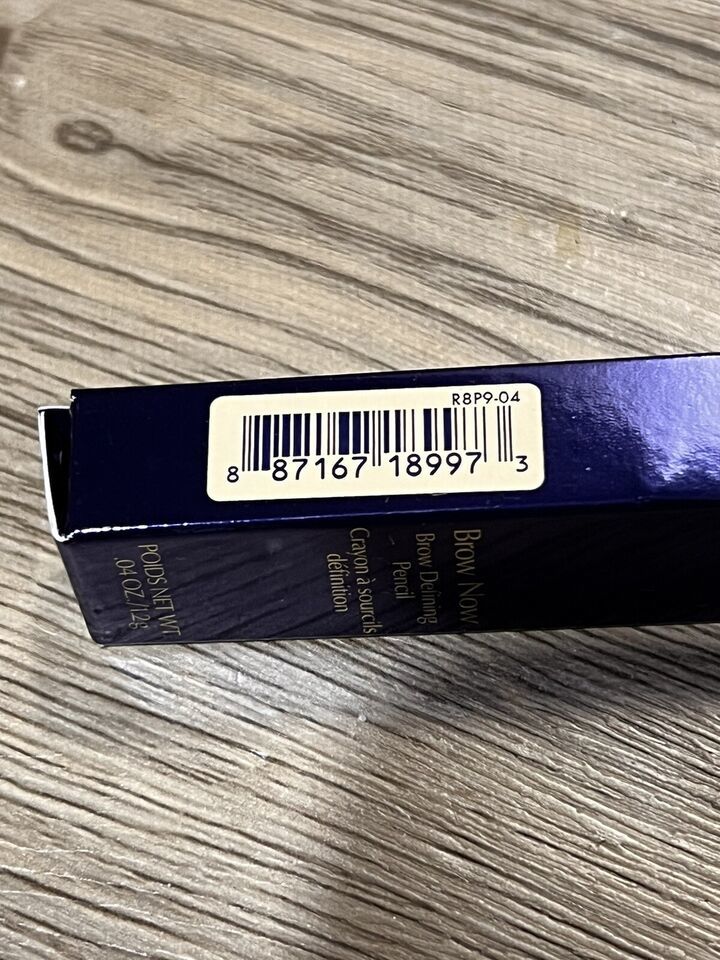 R8P9-04
8 87167 18997 3
Brow Now
Brow Defining
Pencil
Crayon à sourcils
définition
POIDS NET WT.
.04 OZ./1.2g